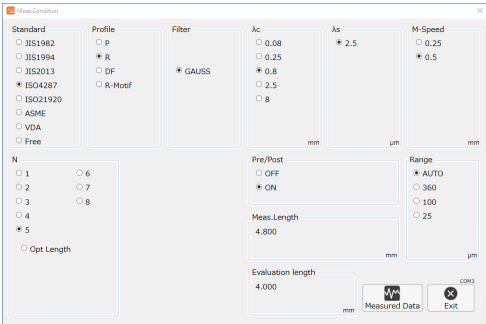 Meas.Condition
Standard
JIS1982
JIS1994
JIS2013
ISO4287
ISO21920
ASME
VDA
Free
Profile
P
R
DF
R-Motif
Filter
GAUSS
λc
0.08
0.25
0.8
2.5
8
mm
λs
2.5
μm
M-Speed
0.25
0.5
mm
N
1
2
3
4
5
6
7
8
Opt Length
Pre/Post
OFF
ON
Meas.Length
4.800
mm
Evaluation length
4.000
mm
Range
AUTO
360
100
25
μm
Measured Data
COM3
Exit